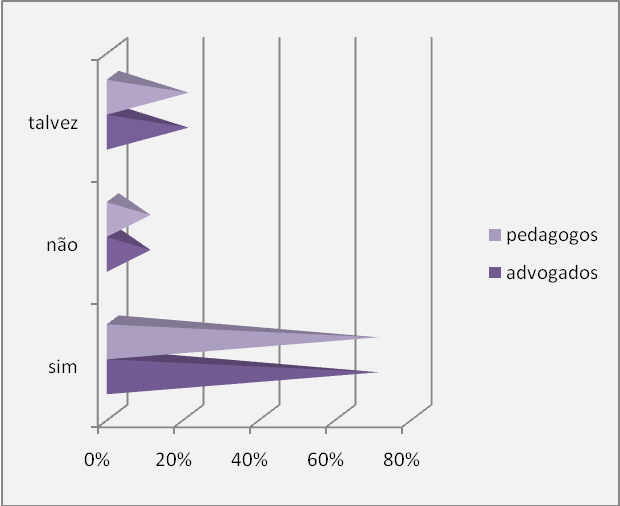 talvez
não
sim
0% 20% 40% 60% 80%
pedagogos
advogados